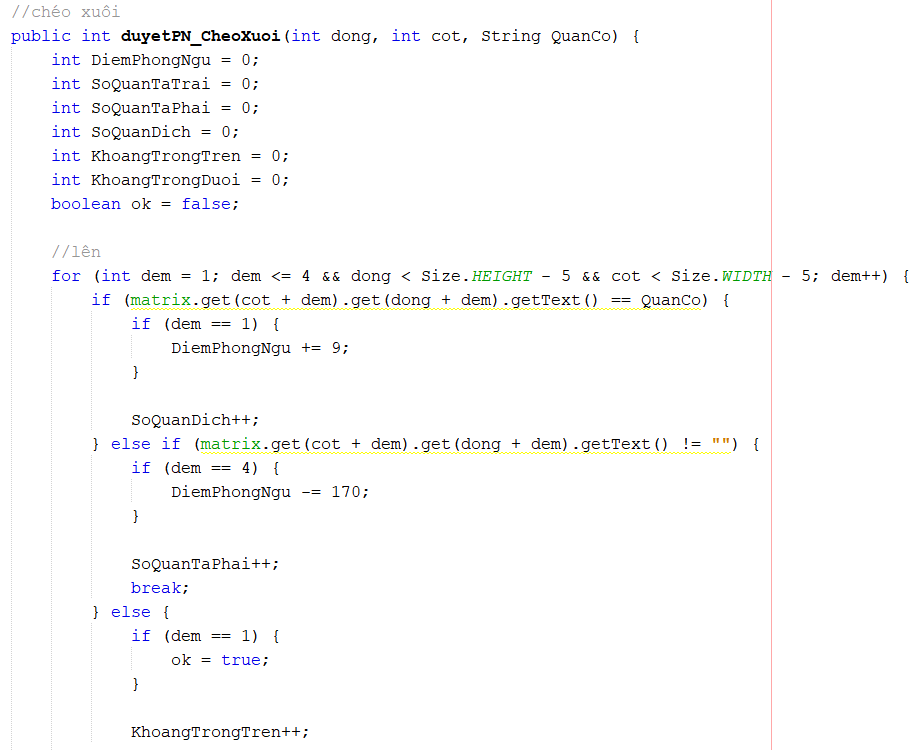 //chéo xuôi
public int duyetPN_CheoXuoi(int dong, int cot, String QuanCo) {
    int DiemPhongNgu = 0;
    int SoQuanTaTrai = 0;
    int SoQuanTaPhai = 0;
    int SoQuanDich = 0;
    int KhoangTrongTren = 0;
    int KhoangTrongDuoi = 0;
    boolean ok = false;
    //lên
    for (int dem = 1; dem <= 4 && dong < Size.HEIGHT - 5 && cot < Size.WIDTH - 5; dem++) {
        if (matrix.get(cot + dem).get(dong + dem).getText() == QuanCo) {
            if (dem == 1) {
                DiemPhongNgu += 9;
            }
            SoQuanDich++;
        } else if (matrix.get(cot + dem).get(dong + dem).getText() != "") {
            if (dem == 4) {
                DiemPhongNgu -= 170;
            }
            SoQuanTaPhai++;
            break;
        } else {
            if (dem == 1) {
                ok = true;
            }
            KhoangTrongTren++;